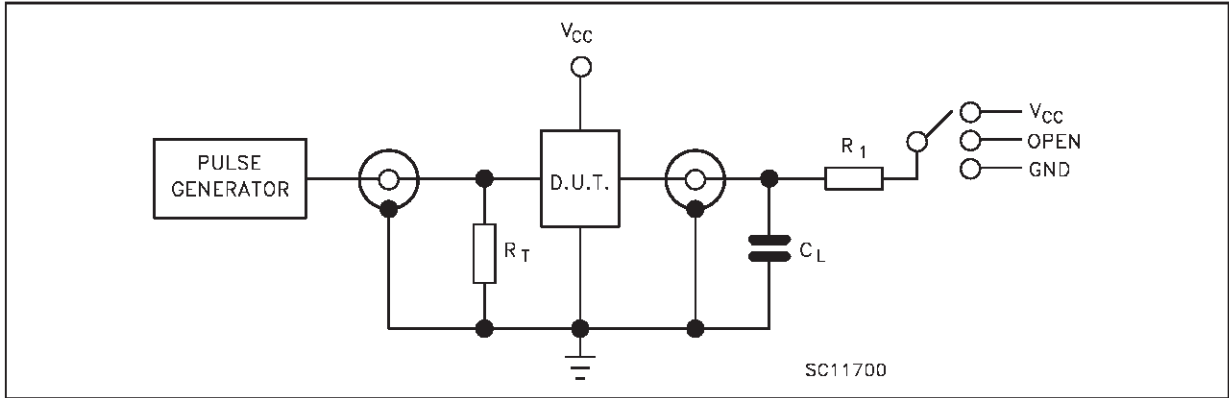 VCC
PULSE
GENERATOR
D.U.T.
RT
CL
R1
VCC
OPEN
GND
SC11700